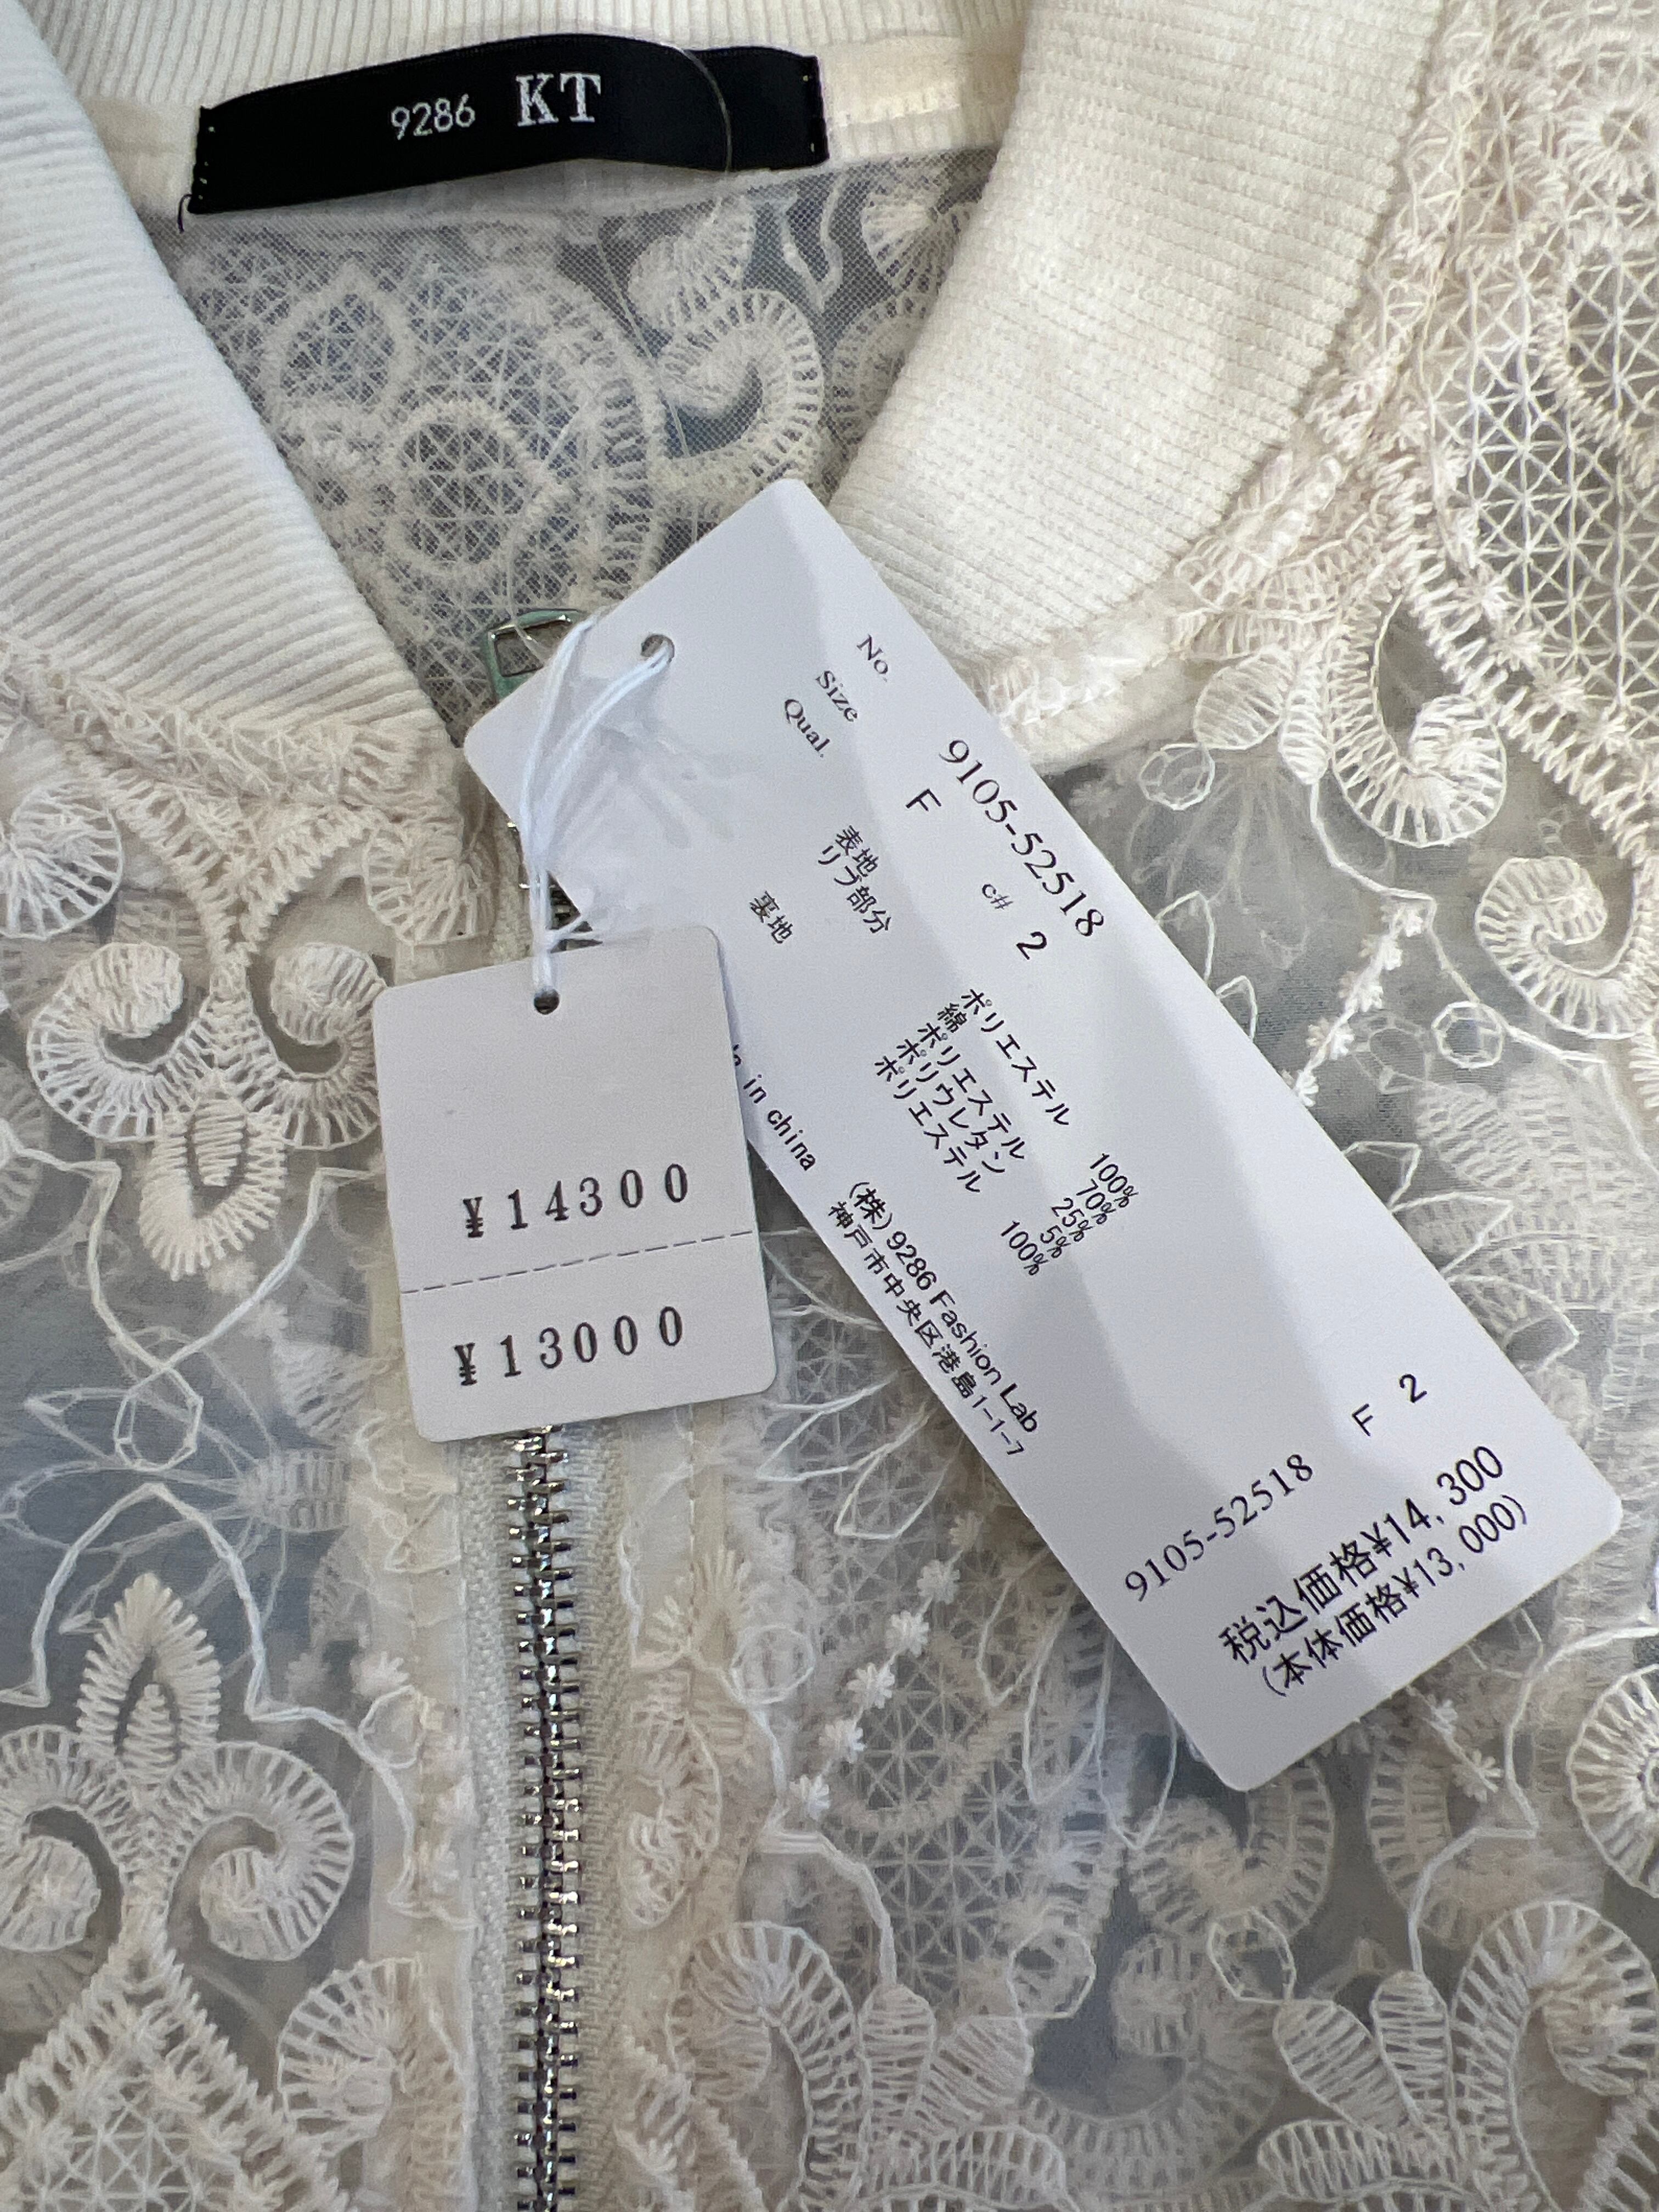 9286 KT
No. 9105-52518
Size F c# 2
Qual.
表地 ポリエステル 100%
リブ部分 綿 70%
ポリエステル 25%
ポリウレタン 5%
裏地 ポリエステル 100%
in china
(株)9286 Fashion Lab
神戸市中央区港島1-1-7
F 2
9105-52518
税込価格¥14,300
(本体価格¥13,000)
¥14300
¥13000